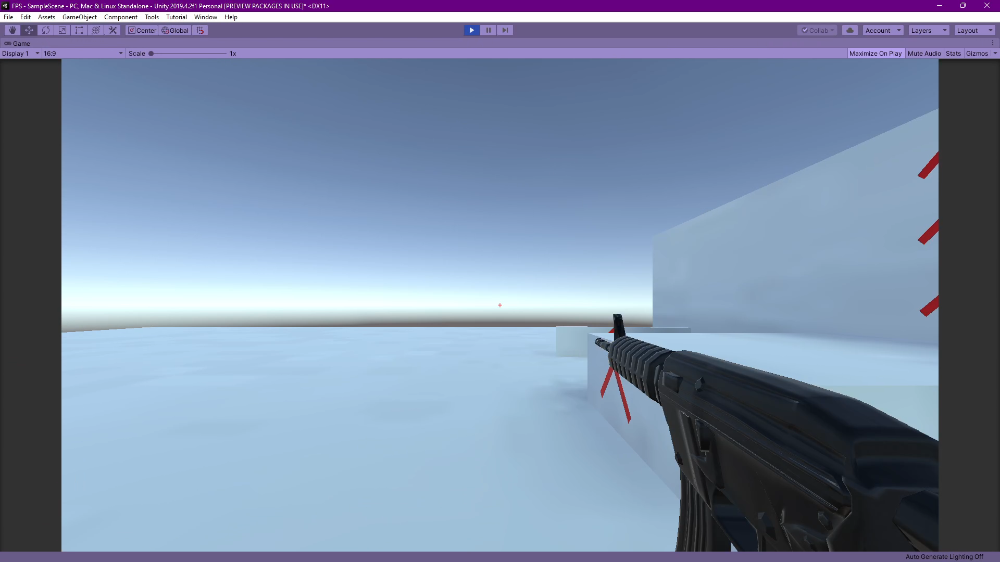 FPS - SampleScene - PC, Mac & Linux Standalone - Unity 2019.4.2f1 Personal [PREVIEW PACKAGES IN USE]* <DX11>
File Edit Assets GameObject Component Tools Tutorial Window Help
Center Global Collab Account Layers Layout
Game
Display 1 16:9 Scale 1x Maximize On Play Mute Audio Stats Gizmos
Auto Generate Lighting Off